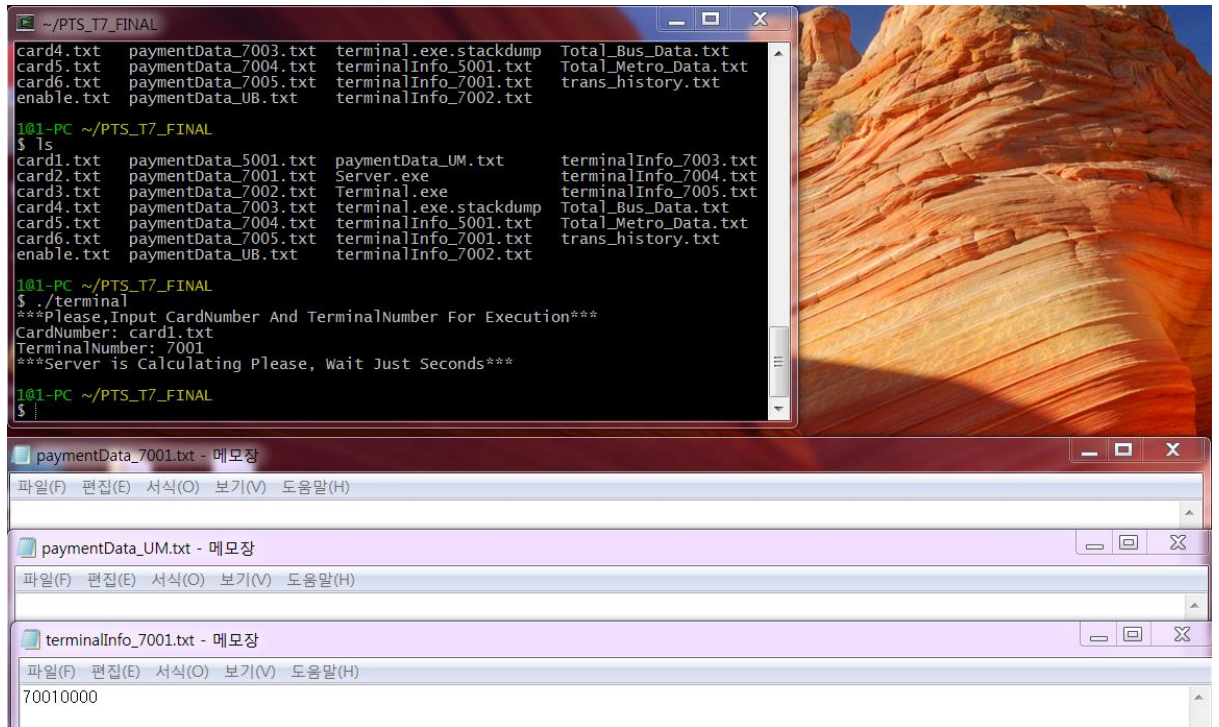 ~/PTS_T7_FINAL
card4.txt paymentData_7003.txt terminal.exe.stackdump Total_Bus_Data.txt
card5.txt paymentData_7004.txt terminalInfo_5001.txt Total_Metro_Data.txt
card6.txt paymentData_7005.txt terminalInfo_7001.txt trans_history.txt
enable.txt paymentData_UB.txt terminalInfo_7002.txt
1@1-PC ~/PTS_T7_FINAL
$ ls
card1.txt paymentData_5001.txt paymentData_UM.txt terminalInfo_7003.txt
card2.txt paymentData_7001.txt Server.exe terminalInfo_7004.txt
card3.txt paymentData_7002.txt Terminal.exe terminalInfo_7005.txt
card4.txt paymentData_7003.txt terminal.exe.stackdump Total_Bus_Data.txt
card5.txt paymentData_7004.txt terminalInfo_5001.txt Total_Metro_Data.txt
card6.txt paymentData_7005.txt terminalInfo_7001.txt trans_history.txt
enable.txt paymentData_UB.txt terminalInfo_7002.txt
1@1-PC ~/PTS_T7_FINAL
$ ./terminal
***Please,Input CardNumber And TerminalNumber For Execution***
CardNumber: card1.txt
TerminalNumber: 7001
***Server is Calculating Please, Wait Just Seconds***
1@1-PC ~/PTS_T7_FINAL
$
paymentData_7001.txt - 메모장
파일(F) 편집(E) 서식(O) 보기(V) 도움말(H)
paymentData_UM.txt - 메모장
파일(F) 편집(E) 서식(O) 보기(V) 도움말(H)
terminalInfo_7001.txt - 메모장
파일(F) 편집(E) 서식(O) 보기(V) 도움말(H)
70010000